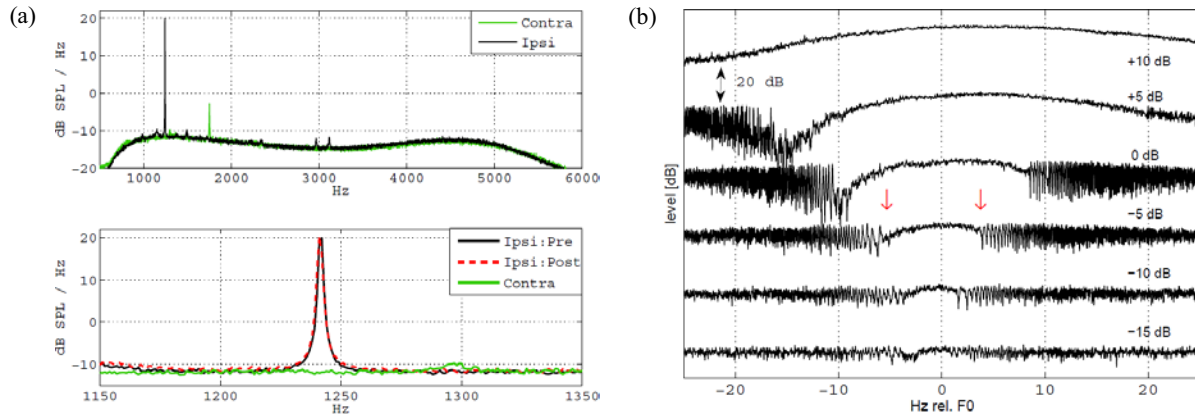 (a)
20
10
0
−10
−20
dB SPL / Hz
1000 2000 3000 4000 5000 6000
Hz
Contra
Ipsi
20
10
0
−10
dB SPL / Hz
1150 1200 1250 1300 1350
Hz
Ipsi:Pre
Ipsi:Post
Contra
(b)
level [dB]
20 dB
+10 dB
+5 dB
0 dB
−5 dB
−10 dB
−15 dB
−20 −10 0 10 20
Hz rel. F0